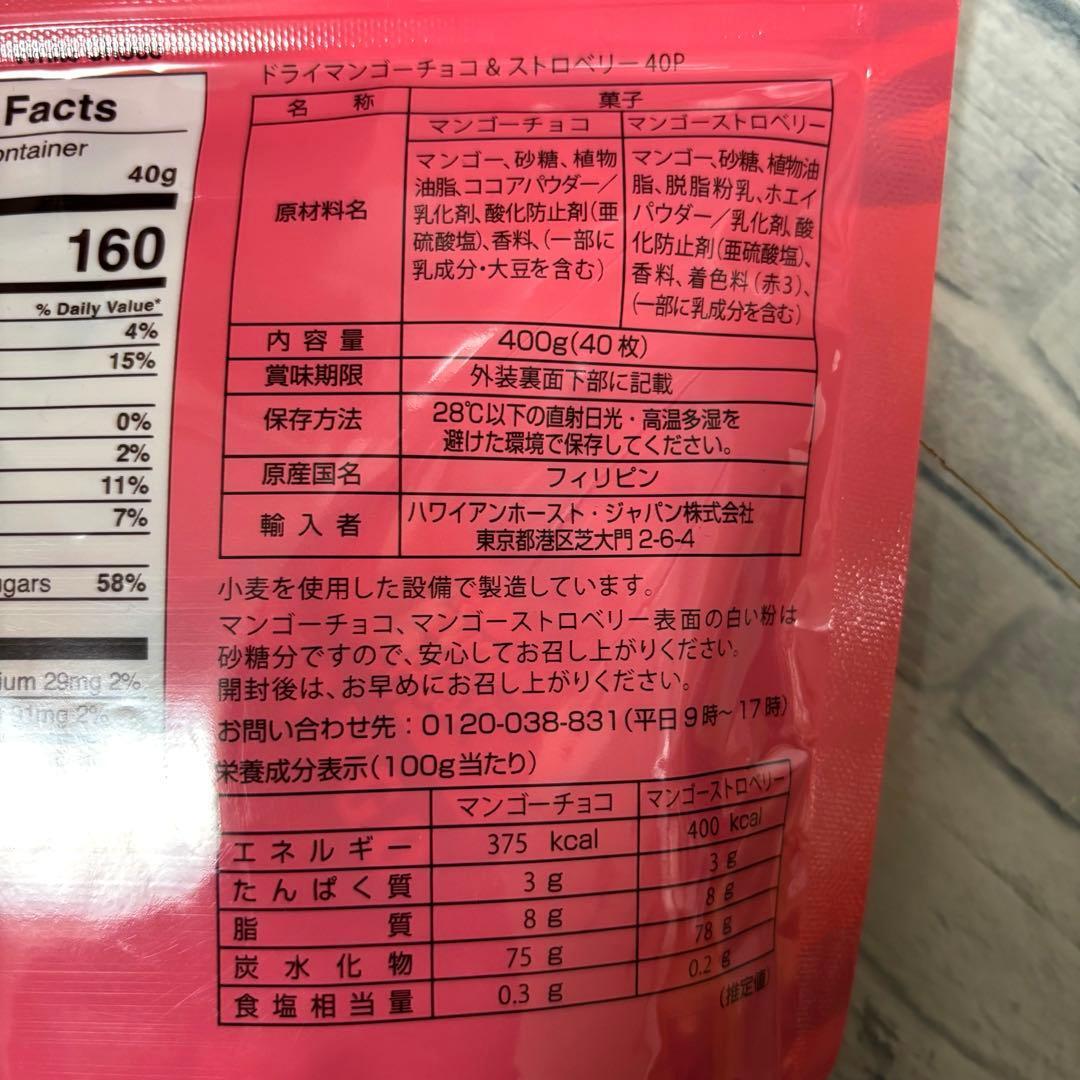 Facts
40g
160
% Daily Value*
4%
15%
0%
2%
11%
7%
58%
29mg 2%
ドライマンゴーチョコ&ストロベリー 40P
名 称 菓子
マンゴーチョコ マンゴーストロベリー
原材料名
マンゴー、砂糖、植物
油脂、ココアパウダー／
乳化剤、酸化防止剤(亜
硫酸塩)、香料、(一部に
乳成分・大豆を含む)
マンゴー、砂糖、植物油
脂、脱脂粉乳、ホエイ
パウダー／乳化剤、酸
化防止剤(亜硫酸塩)、
香料、着色料(赤3)、
(一部に乳成分を含む)
内容量 400g(40枚)
賞味期限 外装裏面下部に記載
保存方法 28℃以下の直射日光・高温多湿を
避けた環境で保存してください。
原産国名 フィリピン
輸入者 ハワイアンホースト・ジャパン株式会社
東京都港区芝大門 2-6-4
小麦を使用した設備で製造しています。
マンゴーチョコ、マンゴーストロベリー表面の白い粉は
砂糖分ですので、安心してお召し上がりください。
開封後は、お早めにお召し上がりください。
お問い合わせ先：0120-038-831(平日9時～17時)
栄養成分表示(100g当たり)
マンゴーチョコ マンゴーストロベリー
エネルギー 375 kcal 400 kcal
たんぱく質 3 g 3 g
脂質 8 g 8 g
炭水化物 75 g 78 g
食塩相当量 0.3 g 0.2 g
(推定値)